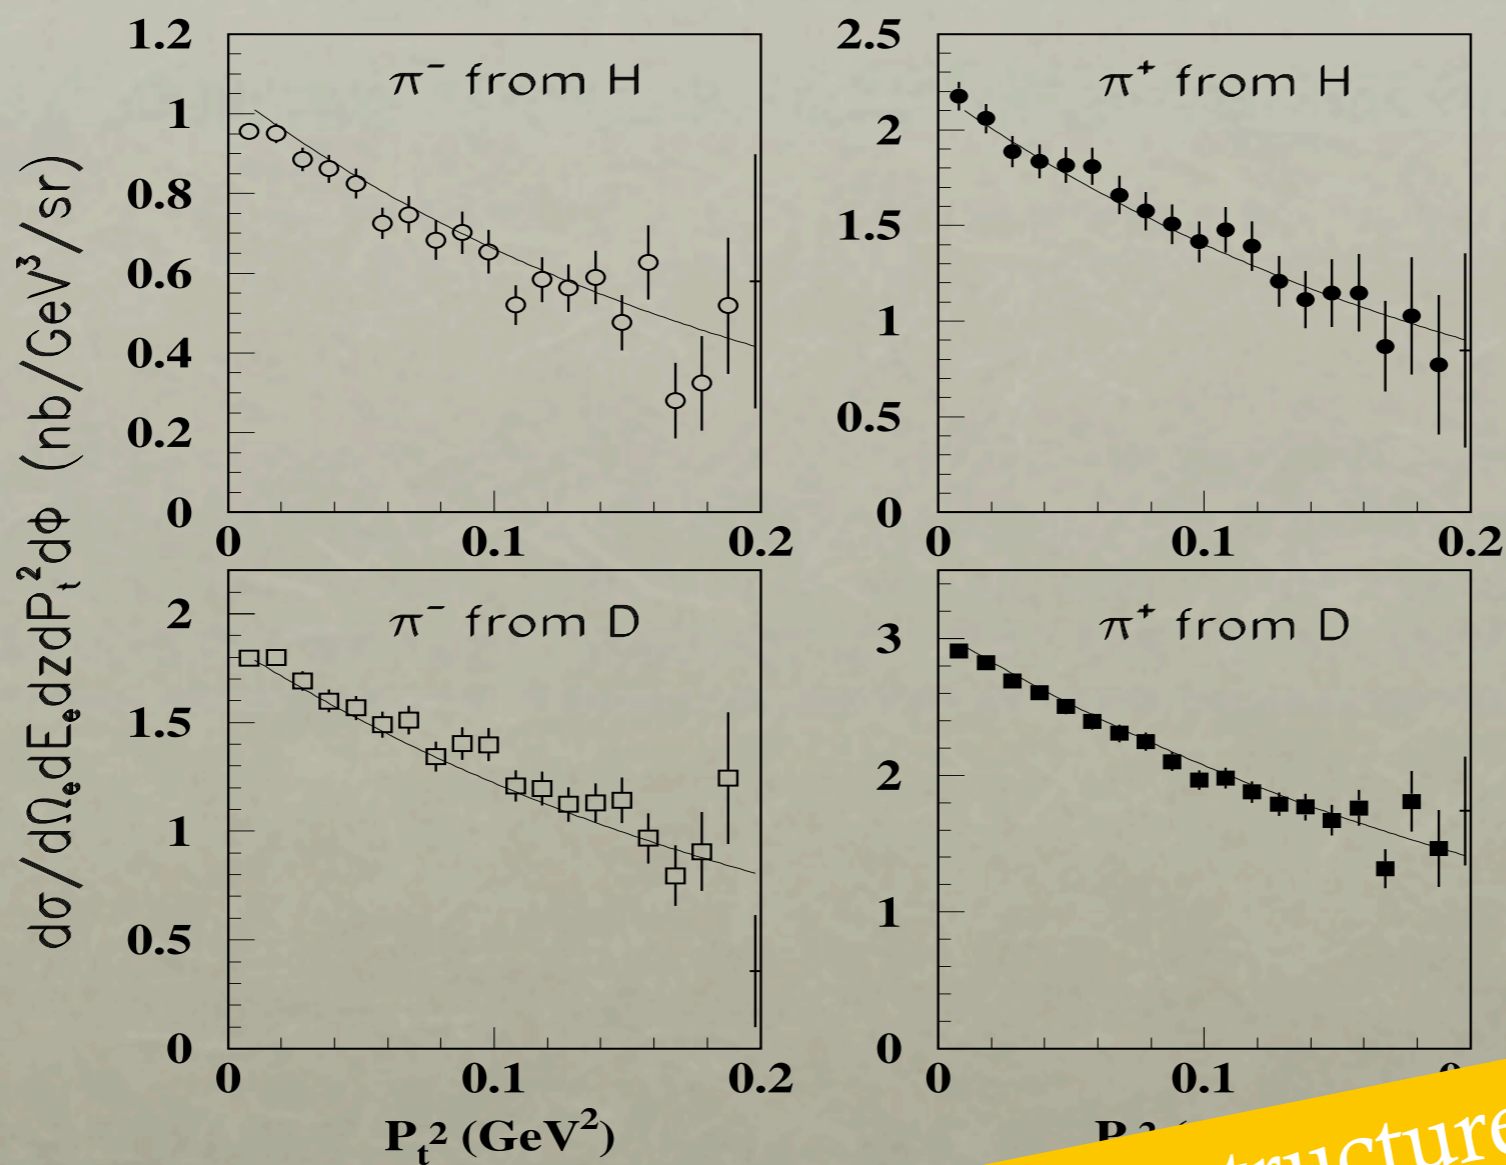 dσ/dΩₑdEₑdzdPₜ²dφ (nb/GeV³/sr)
π⁻ from H
1.2
1
0.8
0.6
0.4
0.2
0
0 0.1 0.2
π⁺ from H
2.5
2
1.5
1
0.5
0
0 0.1 0.2
π⁻ from D
2
1.5
1
0.5
0
0 0.1 0.2
Pₜ² (GeV²)
π⁺ from D
3
2
1
0
0 0.1